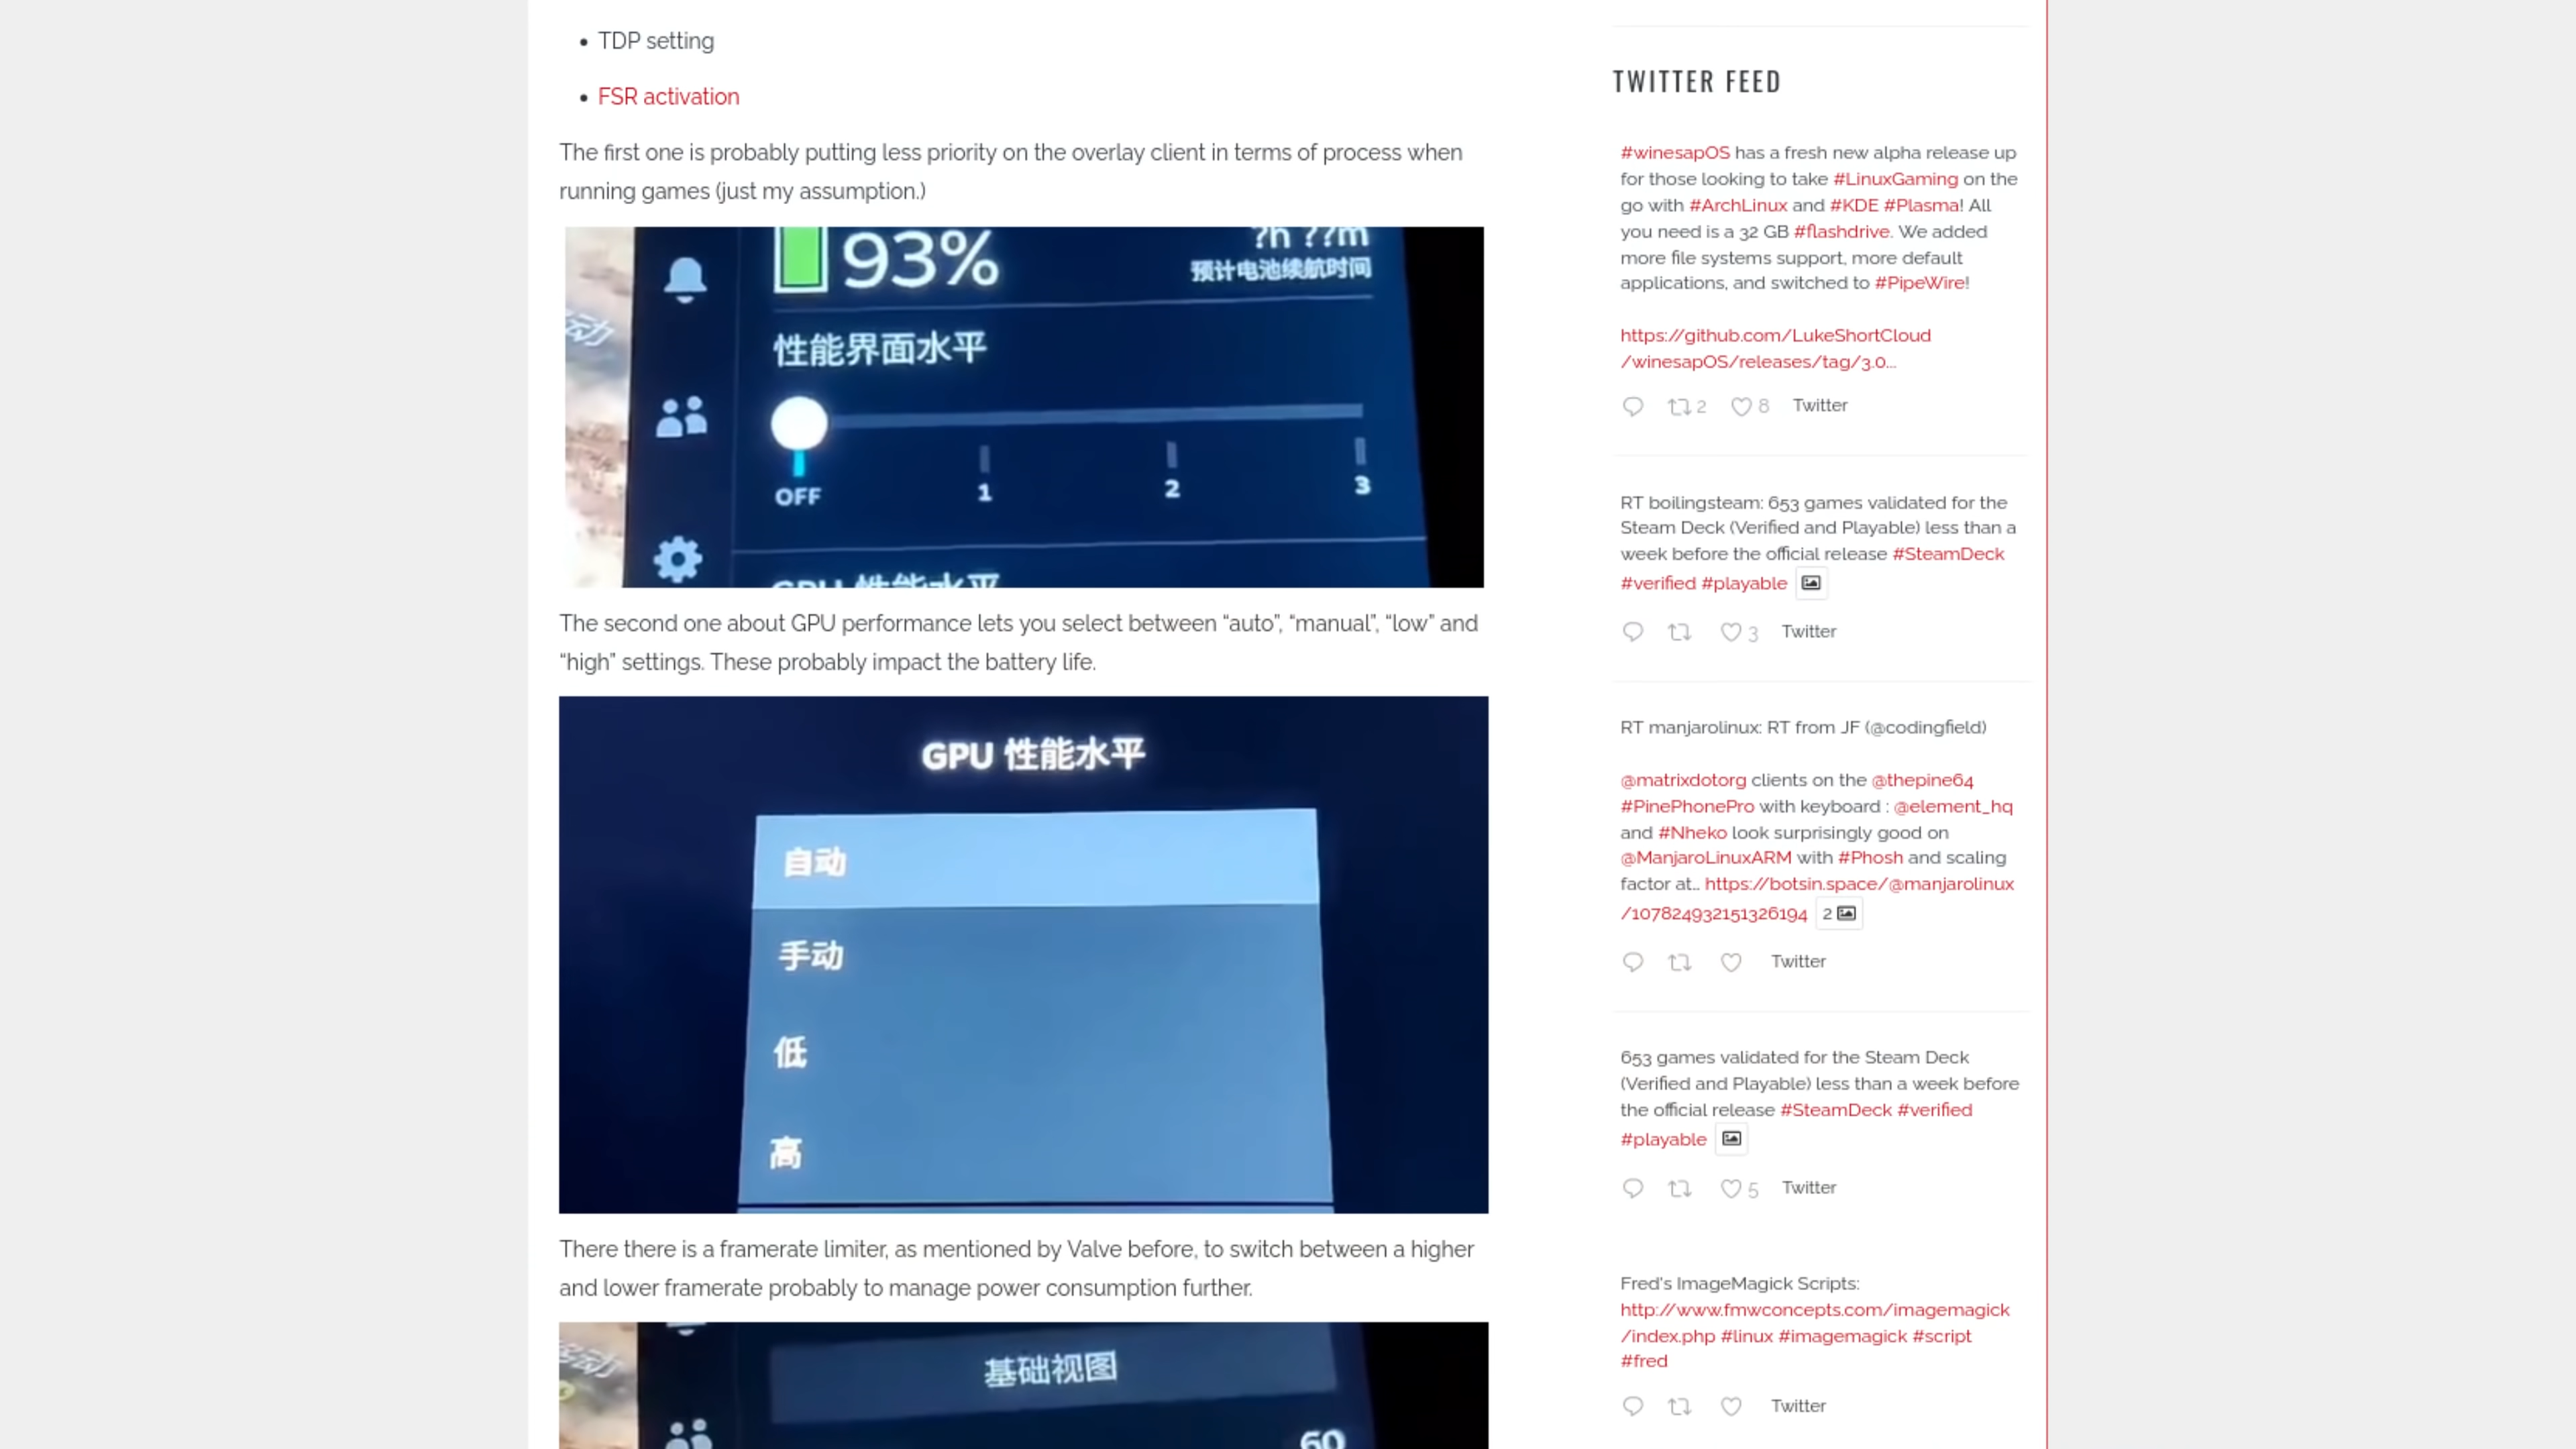 TDP setting
FSR activation
The first one is probably putting less priority on the overlay client in terms of process when
running games (just my assumption.)
93%
?h ??m
预计电池续航时间
性能界面水平
OFF
1
2
3
GPU 性能水平
The second one about GPU performance lets you select between “auto”, “manual”, “low” and
“high” settings. These probably impact the battery life.
GPU 性能水平
自动
手动
低
高
There there is a framerate limiter, as mentioned by Valve before, to switch between a higher
and lower framerate probably to manage power consumption further.
基础视图
60
TWITTER FEED
#winesapOS has a fresh new alpha release up
for those looking to take #LinuxGaming on the
go with #ArchLinux and #KDE #Plasma! All
you need is a 32 GB #flashdrive. We added
more file systems support, more default
applications, and switched to #PipeWire!
https://github.com/LukeShortCloud
/winesapOS/releases/tag/3.0...
2 8 Twitter
RT boilingsteam: 653 games validated for the
Steam Deck (Verified and Playable) less than a
week before the official release #SteamDeck
#verified #playable
3 Twitter
RT manjarolinux: RT from JF (@codingfield)
@matrixdotorg clients on the @thepine64
#PinePhonePro with keyboard : @element_hq
and #Nheko look surprisingly good on
@ManjaroLinuxARM with #Phosh and scaling
factor at… https://botsin.space/@manjarolinux
/107824932151326194 2
Twitter
653 games validated for the Steam Deck
(Verified and Playable) less than a week before
the official release #SteamDeck #verified
#playable
5 Twitter
Fred's ImageMagick Scripts:
http://www.fmwconcepts.com/imagemagick
/index.php #linux #imagemagick #script
#fred
Twitter